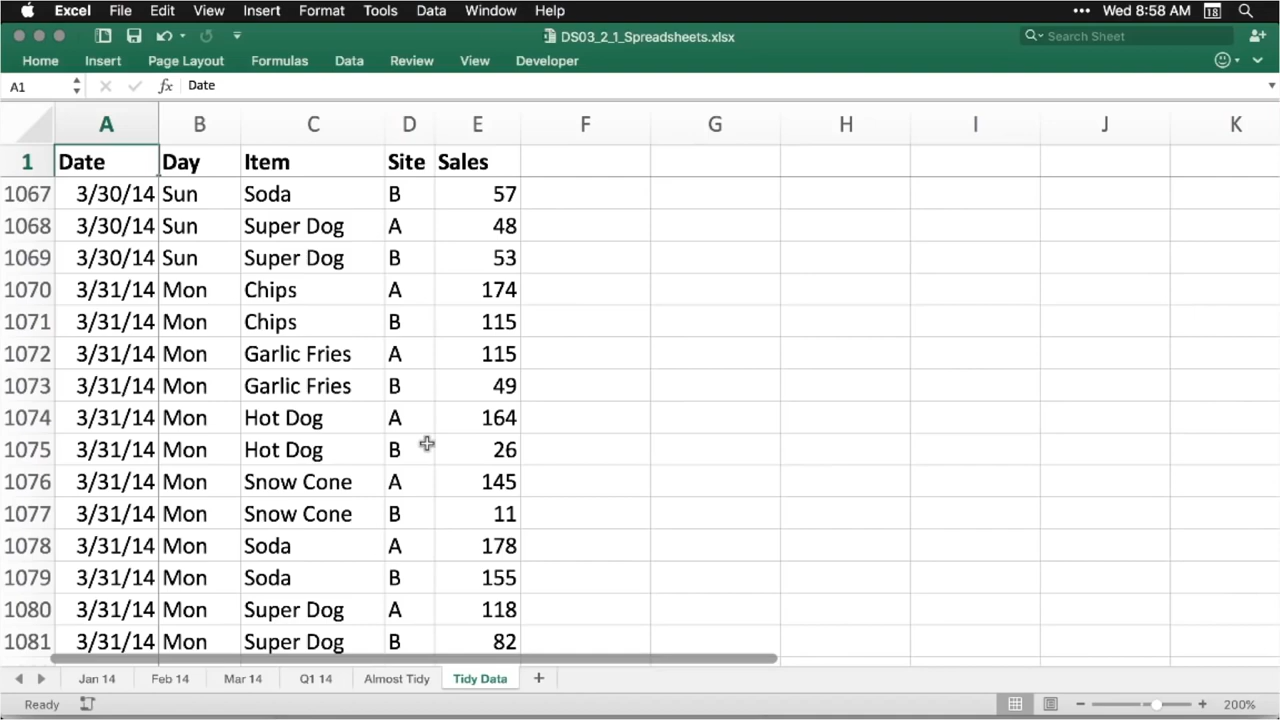 Excel File Edit View Insert Format Tools Data Window Help ••• Wed 8:58 AM 18
DS03_2_1_Spreadsheets.xlsx Search Sheet
Home Insert Page Layout Formulas Data Review View Developer
A1 fx Date
A B C D E F G H I J K
1 Date Day Item Site Sales
1067 3/30/14 Sun Soda B 57
1068 3/30/14 Sun Super Dog A 48
1069 3/30/14 Sun Super Dog B 53
1070 3/31/14 Mon Chips A 174
1071 3/31/14 Mon Chips B 115
1072 3/31/14 Mon Garlic Fries A 115
1073 3/31/14 Mon Garlic Fries B 49
1074 3/31/14 Mon Hot Dog A 164
1075 3/31/14 Mon Hot Dog B 26
1076 3/31/14 Mon Snow Cone A 145
1077 3/31/14 Mon Snow Cone B 11
1078 3/31/14 Mon Soda A 178
1079 3/31/14 Mon Soda B 155
1080 3/31/14 Mon Super Dog A 118
1081 3/31/14 Mon Super Dog B 82
Jan 14 Feb 14 Mar 14 Q1 14 Almost Tidy Tidy Data +
Ready 200%